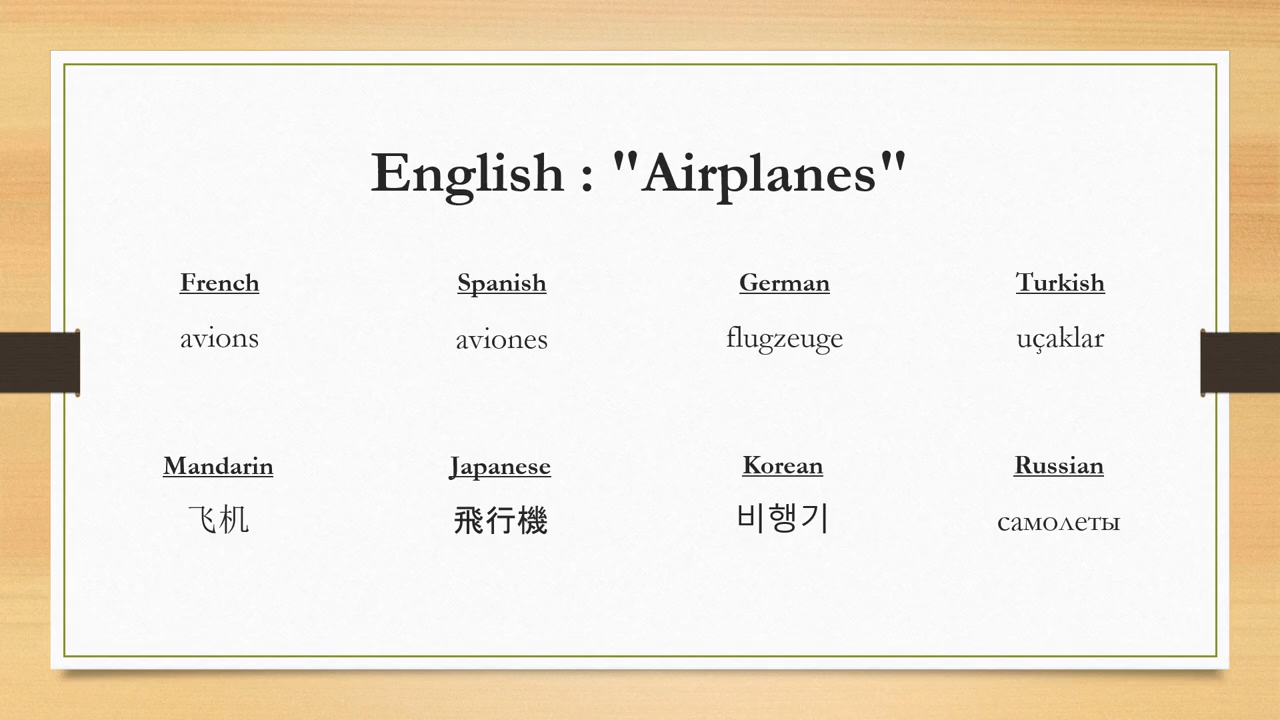 English : "Airplanes"
French
avions
Spanish
aviones
German
flugzeuge
Turkish
uçaklar
Mandarin
飞机
Japanese
飛行機
Korean
비행기
Russian
самолеты